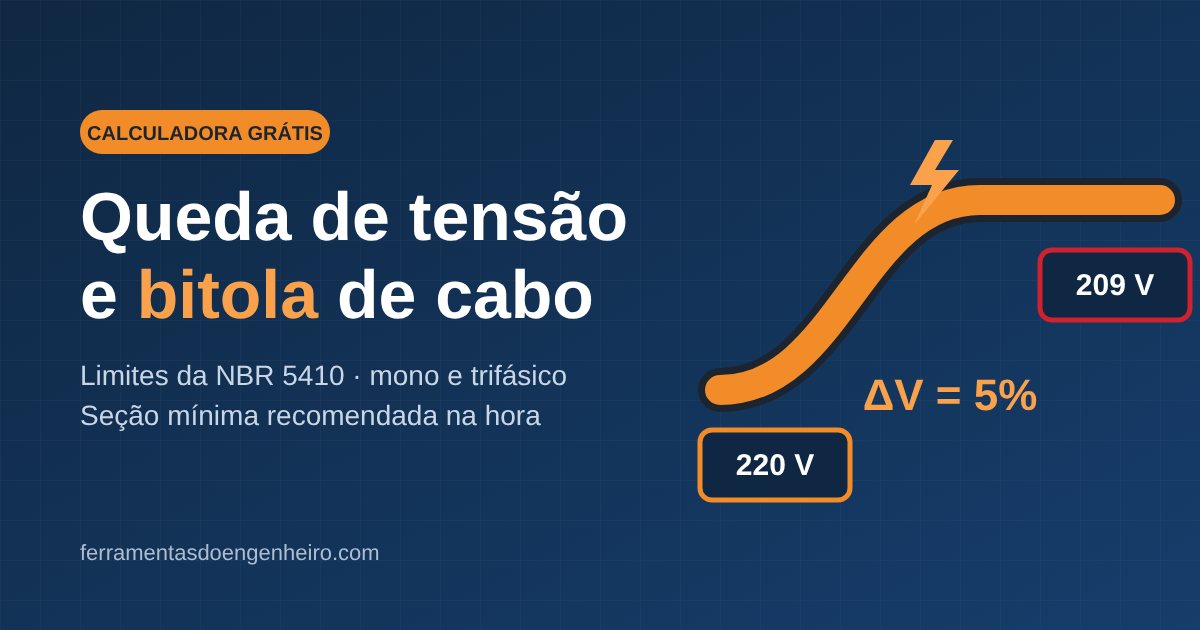 CALCULADORA GRÁTIS
Queda de tensão
e bitola de cabo
Limites da NBR 5410 · mono e trifásico
Seção mínima recomendada na hora
209 V
ΔV = 5%
220 V
ferramentasdoengenheiro.com